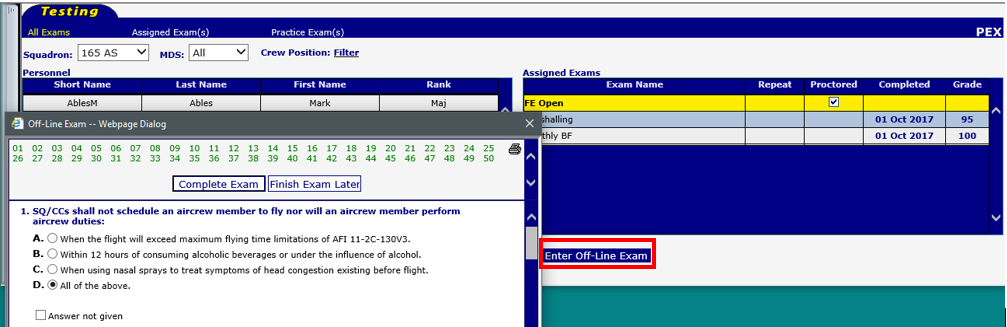 Testing
All Exams Assigned Exam(s) Practice Exam(s) PEX
Squadron: 165 AS MDS: All Crew Position: Filter
Personnel
Short Name Last Name First Name Rank
AblesM Ables Mark Maj
Assigned Exams
Exam Name Repeat Proctored Completed Grade
FE Open
shalling 01 Oct 2017 95
thly BF 01 Oct 2017 100
Off-Line Exam -- Webpage Dialog
01 02 03 04 05 06 07 08 09 10 11 12 13 14 15 16 17 18 19 20 21 22 23 24 25
26 27 28 29 30 31 32 33 34 35 36 37 38 39 40 41 42 43 44 45 46 47 48 49 50
Complete Exam Finish Exam Later
1. SQ/CCs shall not schedule an aircrew member to fly nor will an aircrew member perform
aircrew duties:
A. When the flight will exceed maximum flying time limitations of AFI 11-2C-130V3.
B. Within 12 hours of consuming alcoholic beverages or under the influence of alcohol.
C. When using nasal sprays to treat symptoms of head congestion existing before flight.
D. All of the above.
Answer not given
Enter Off-Line Exam